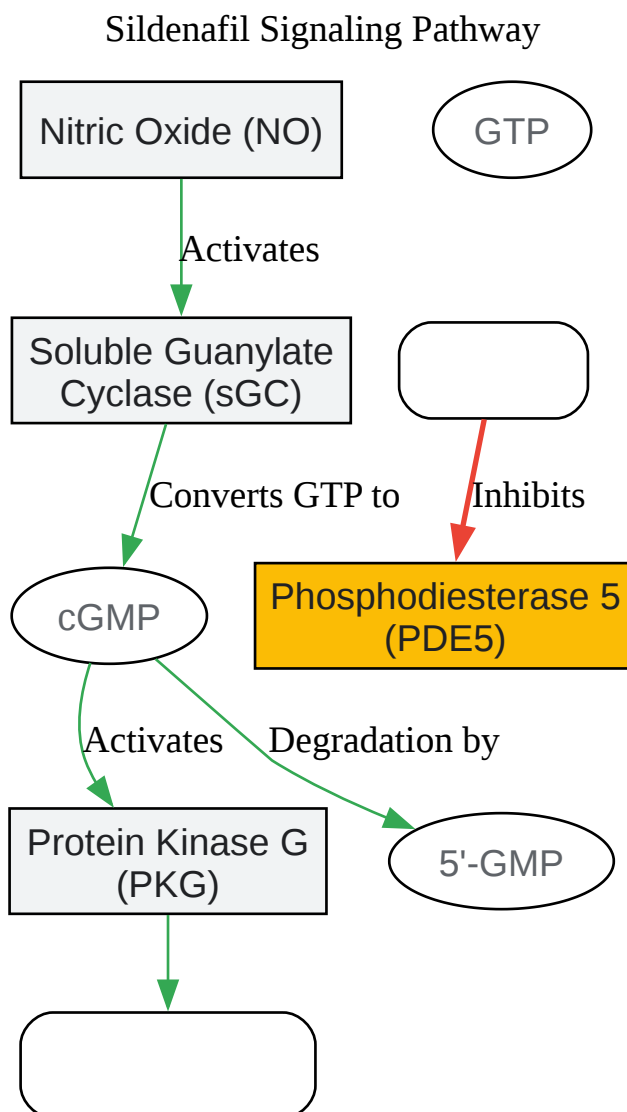 Sildenafil Signaling Pathway
Nitric Oxide (NO)
GTP
Activates
Soluble Guanylate
Cyclase (sGC)
Converts GTP to
Inhibits
cGMP
Phosphodiesterase 5
(PDE5)
Activates
Degradation by
Protein Kinase G
(PKG)
5'-GMP